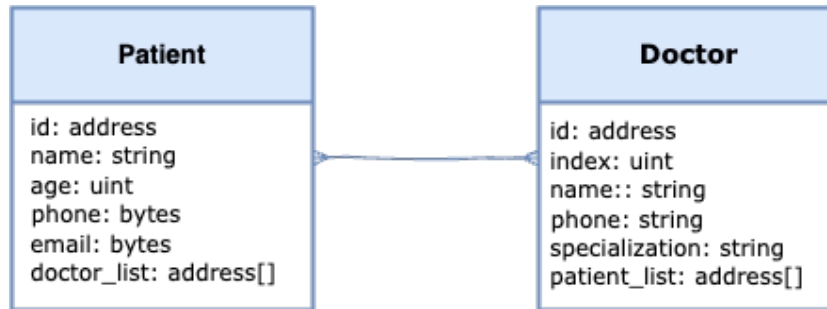 Patient
id: address
name: string
age: uint
phone: bytes
email: bytes
doctor_list: address[]
Doctor
id: address
index: uint
name:: string
phone: string
specialization: string
patient_list: address[]